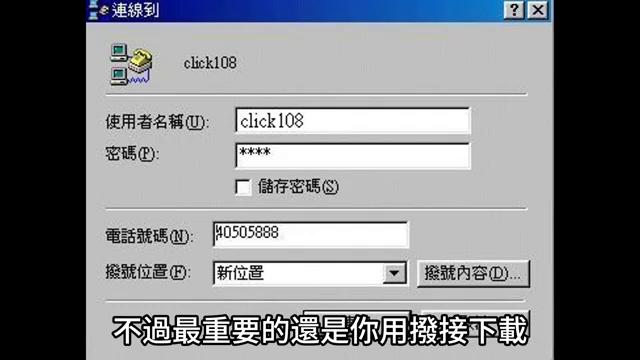 連線到
click108
使用者名稱(U): click108
密碼(P): ****
儲存密碼(S)
電話號碼(N): 40505888
撥號位置(F): 新位置 撥號內容(D)...
不過最重要的還是你用撥接下載